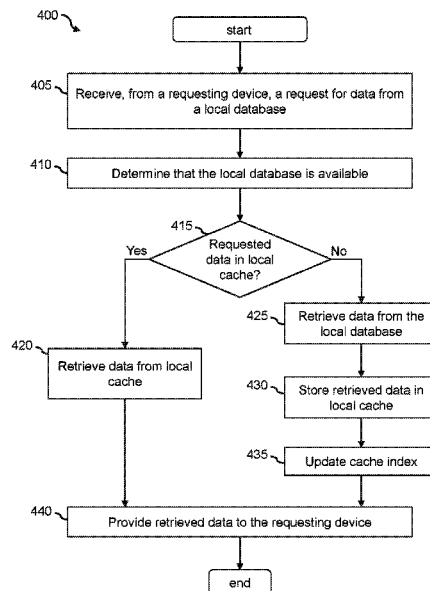 400
start
405
Receive, from a requesting device, a request for data from
a local database
410
Determine that the local database is available
415
Yes
Requested
data in local
cache?
No
425
Retrieve data from
the local database
420
Retrieve data from local
cache
430
Store retrieved data in
local cache
435
Update cache index
440
Provide retrieved data to the requesting device
end